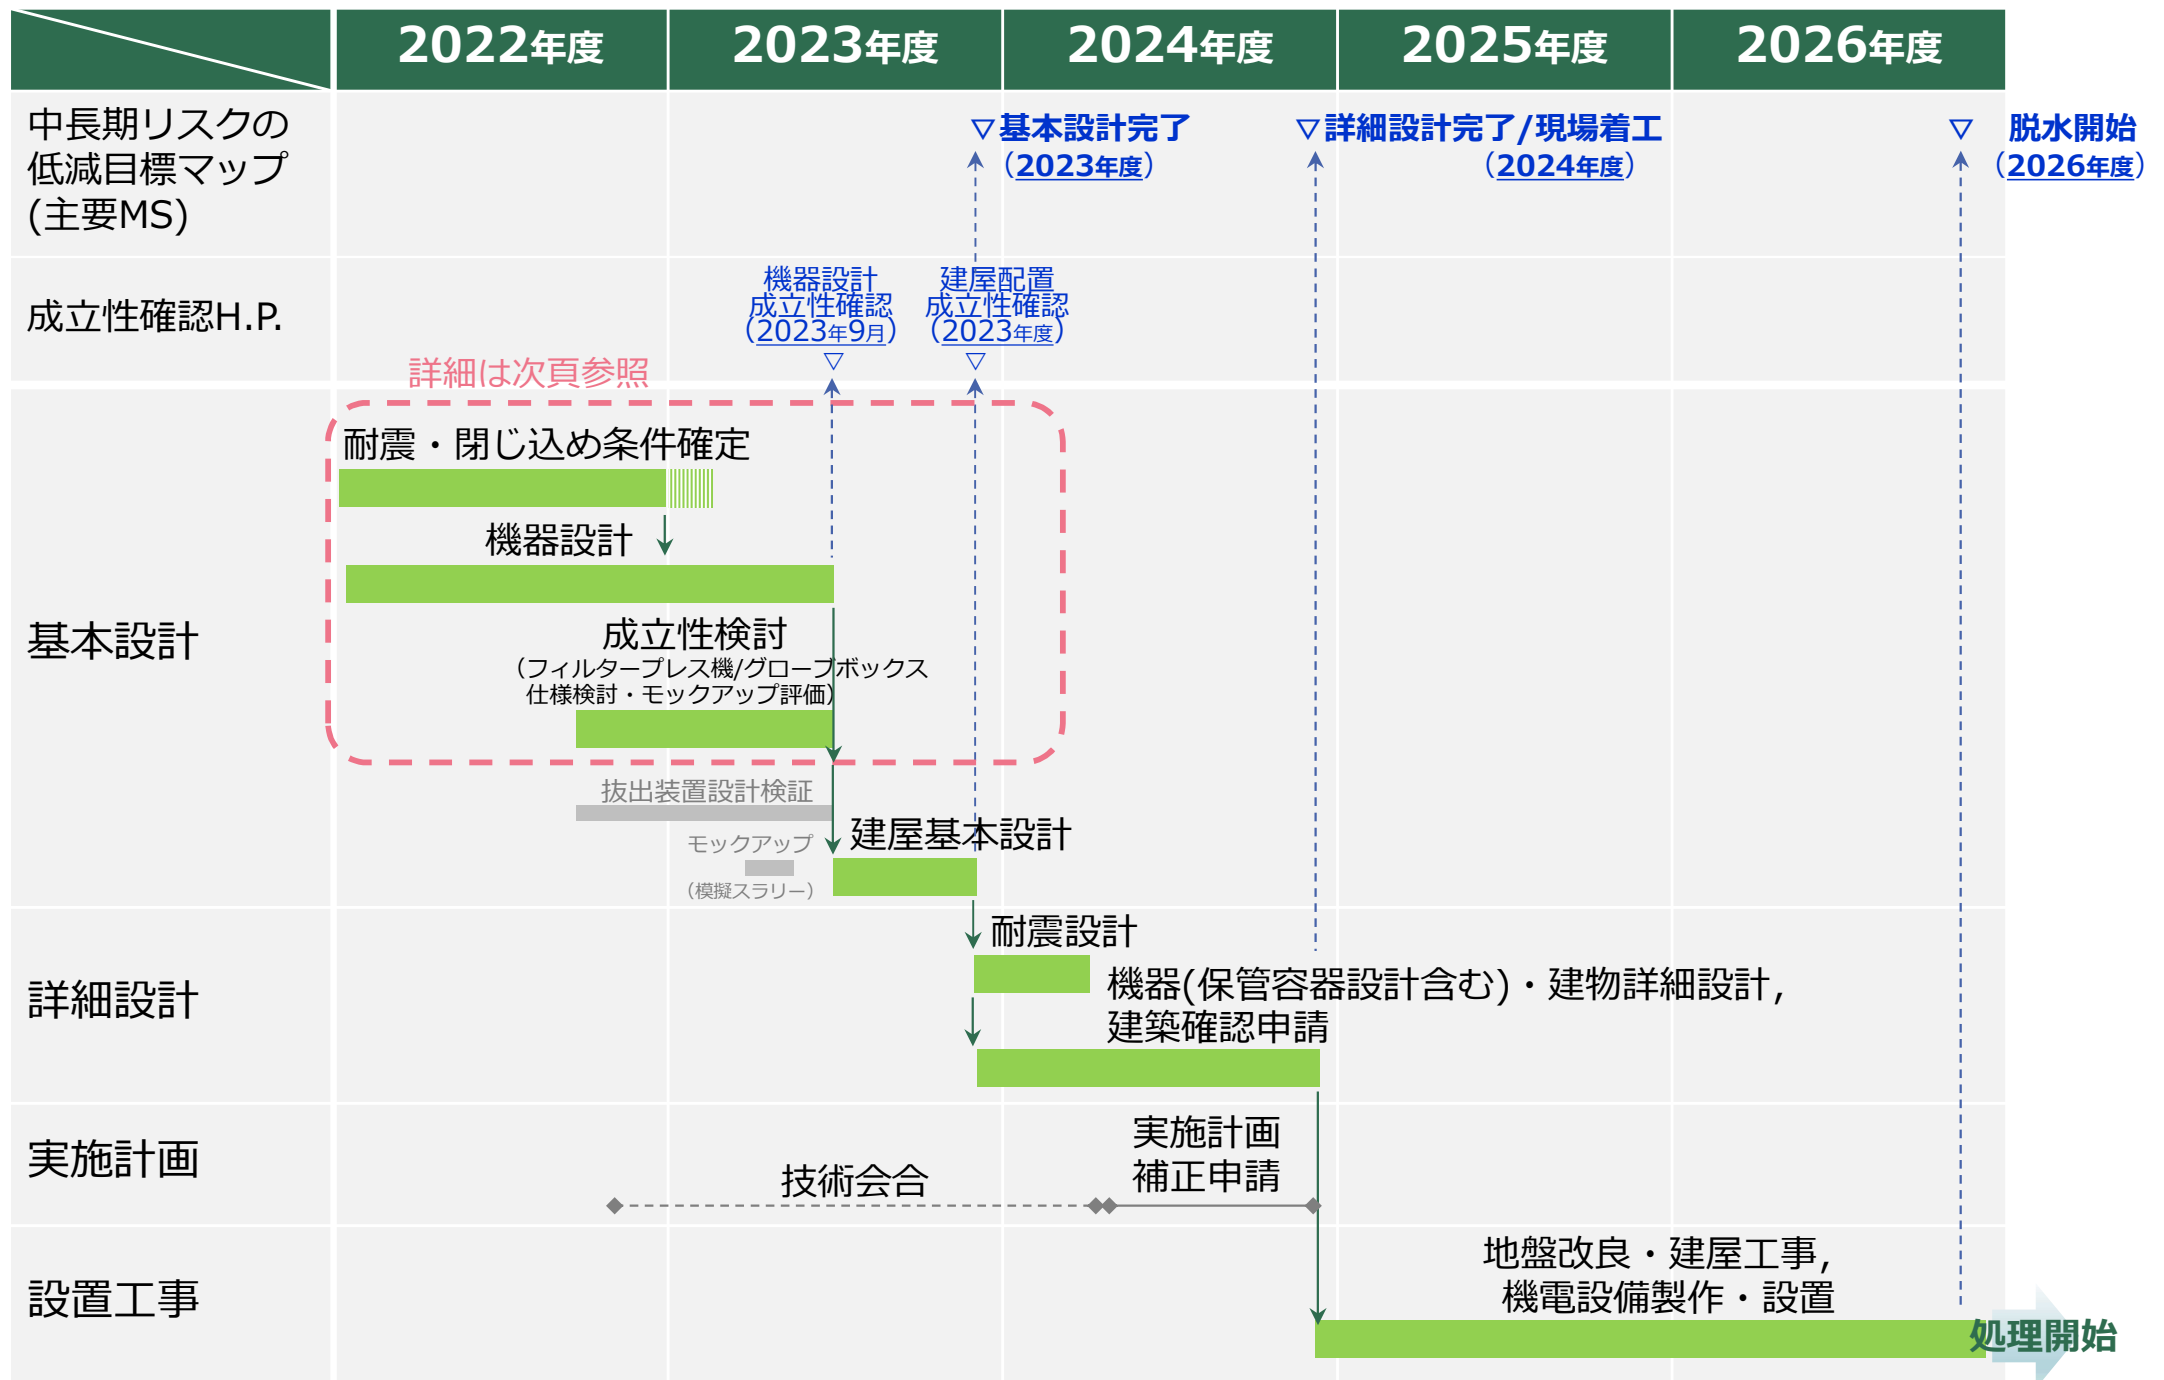 2022年度
2023年度
2024年度
2025年度
2026年度
中長期リスクの
低減目標マップ
(主要MS)
▽基本設計完了
（2023年度）
▽詳細設計完了/現場着工
（2024年度）
▽ 脱水開始
（2026年度）
成立性確認H.P.
機器設計
成立性確認
（2023年9月）
▽
建屋配置
成立性確認
（2023年度）
▽
詳細は次頁参照
基本設計
耐震・閉じ込め条件確定
機器設計
成立性検討
（フィルタープレス機/グローブボックス
仕様検討・モックアップ評価）
抜出装置設計検証
モックアップ
（模擬スラリー）
建屋基本設計
詳細設計
耐震設計
機器(保管容器設計含む)・建物詳細設計,
建築確認申請
実施計画
技術会合
実施計画
補正申請
設置工事
地盤改良・建屋工事,
機電設備製作・設置
処理開始